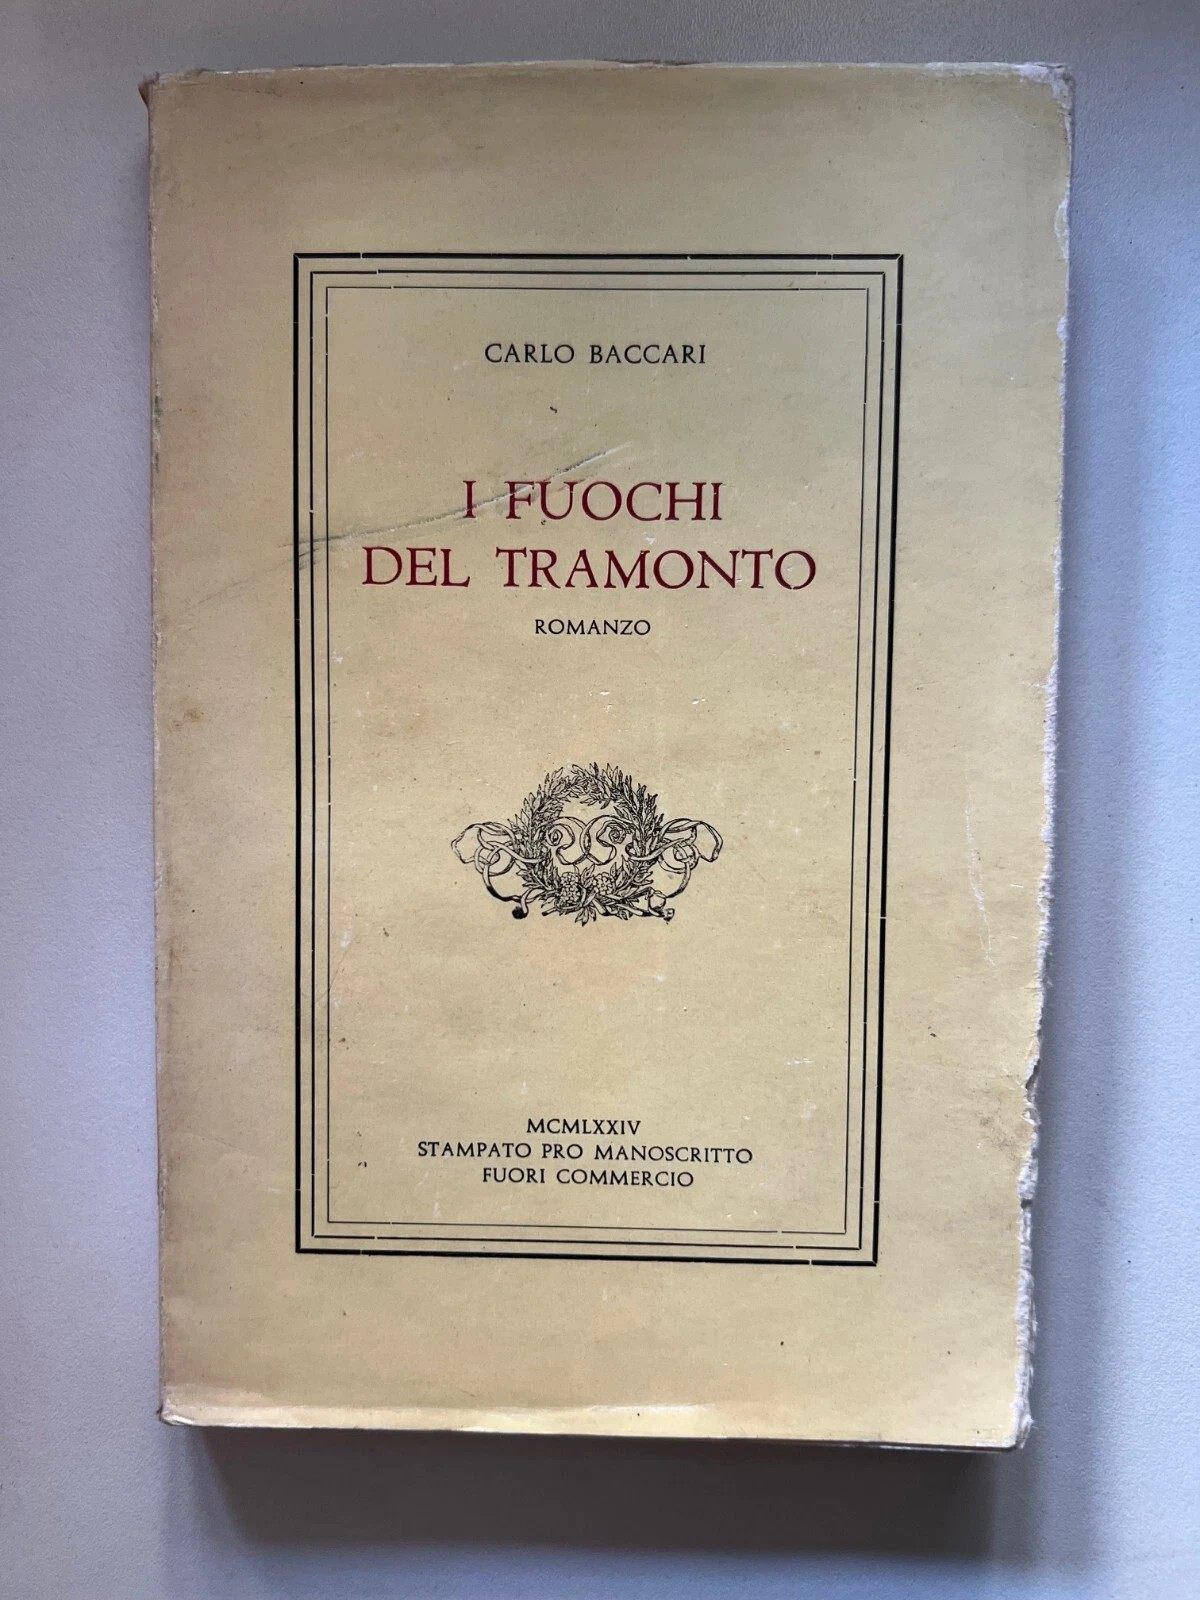 CARLO BACCARI
I FUOCHI
DEL TRAMONTO
ROMANZO
MCMLXXIV
STAMPATO PRO MANOSCRITTO
FUORI COMMERCIO